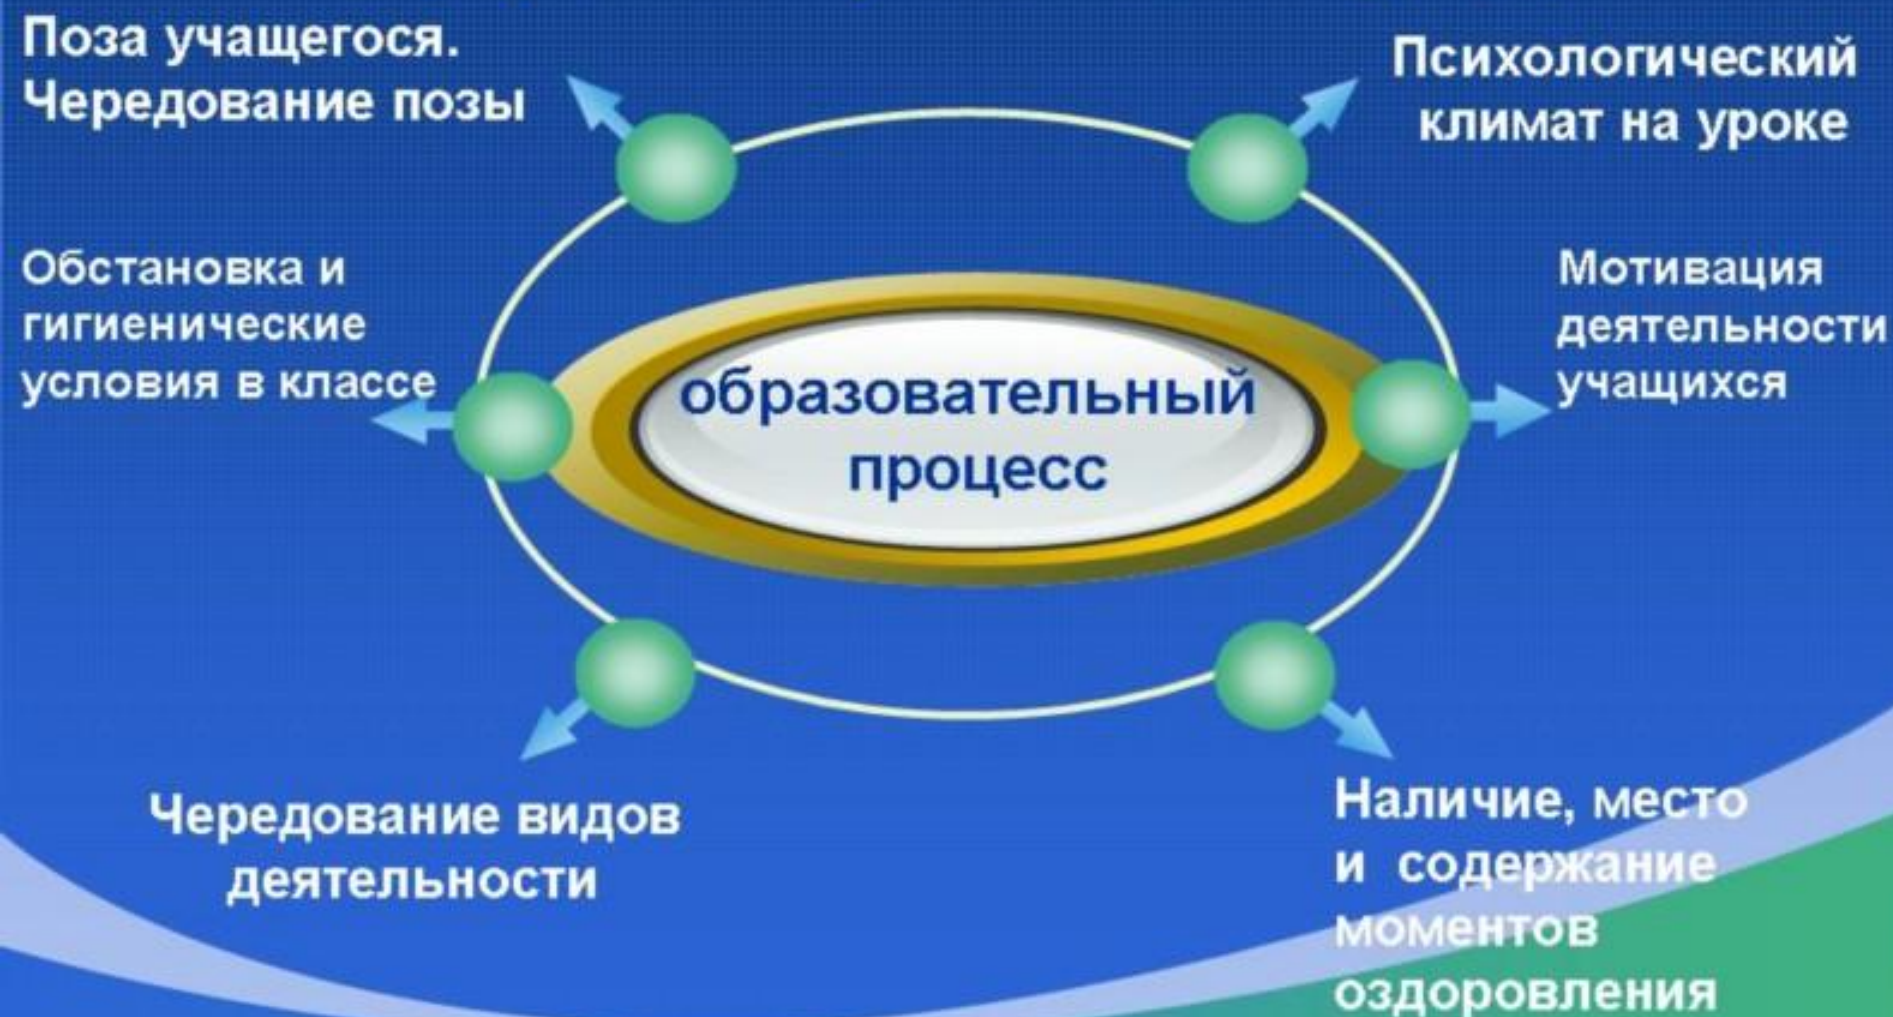 Поза учащегося.
Чередование позы
Психологический
климат на уроке
Обстановка и
гигиенические
условия в классе
Мотивация
деятельности
учащихся
образовательный
процесс
Чередование видов
деятельности
Наличие, место
и содержание
моментов
оздоровления